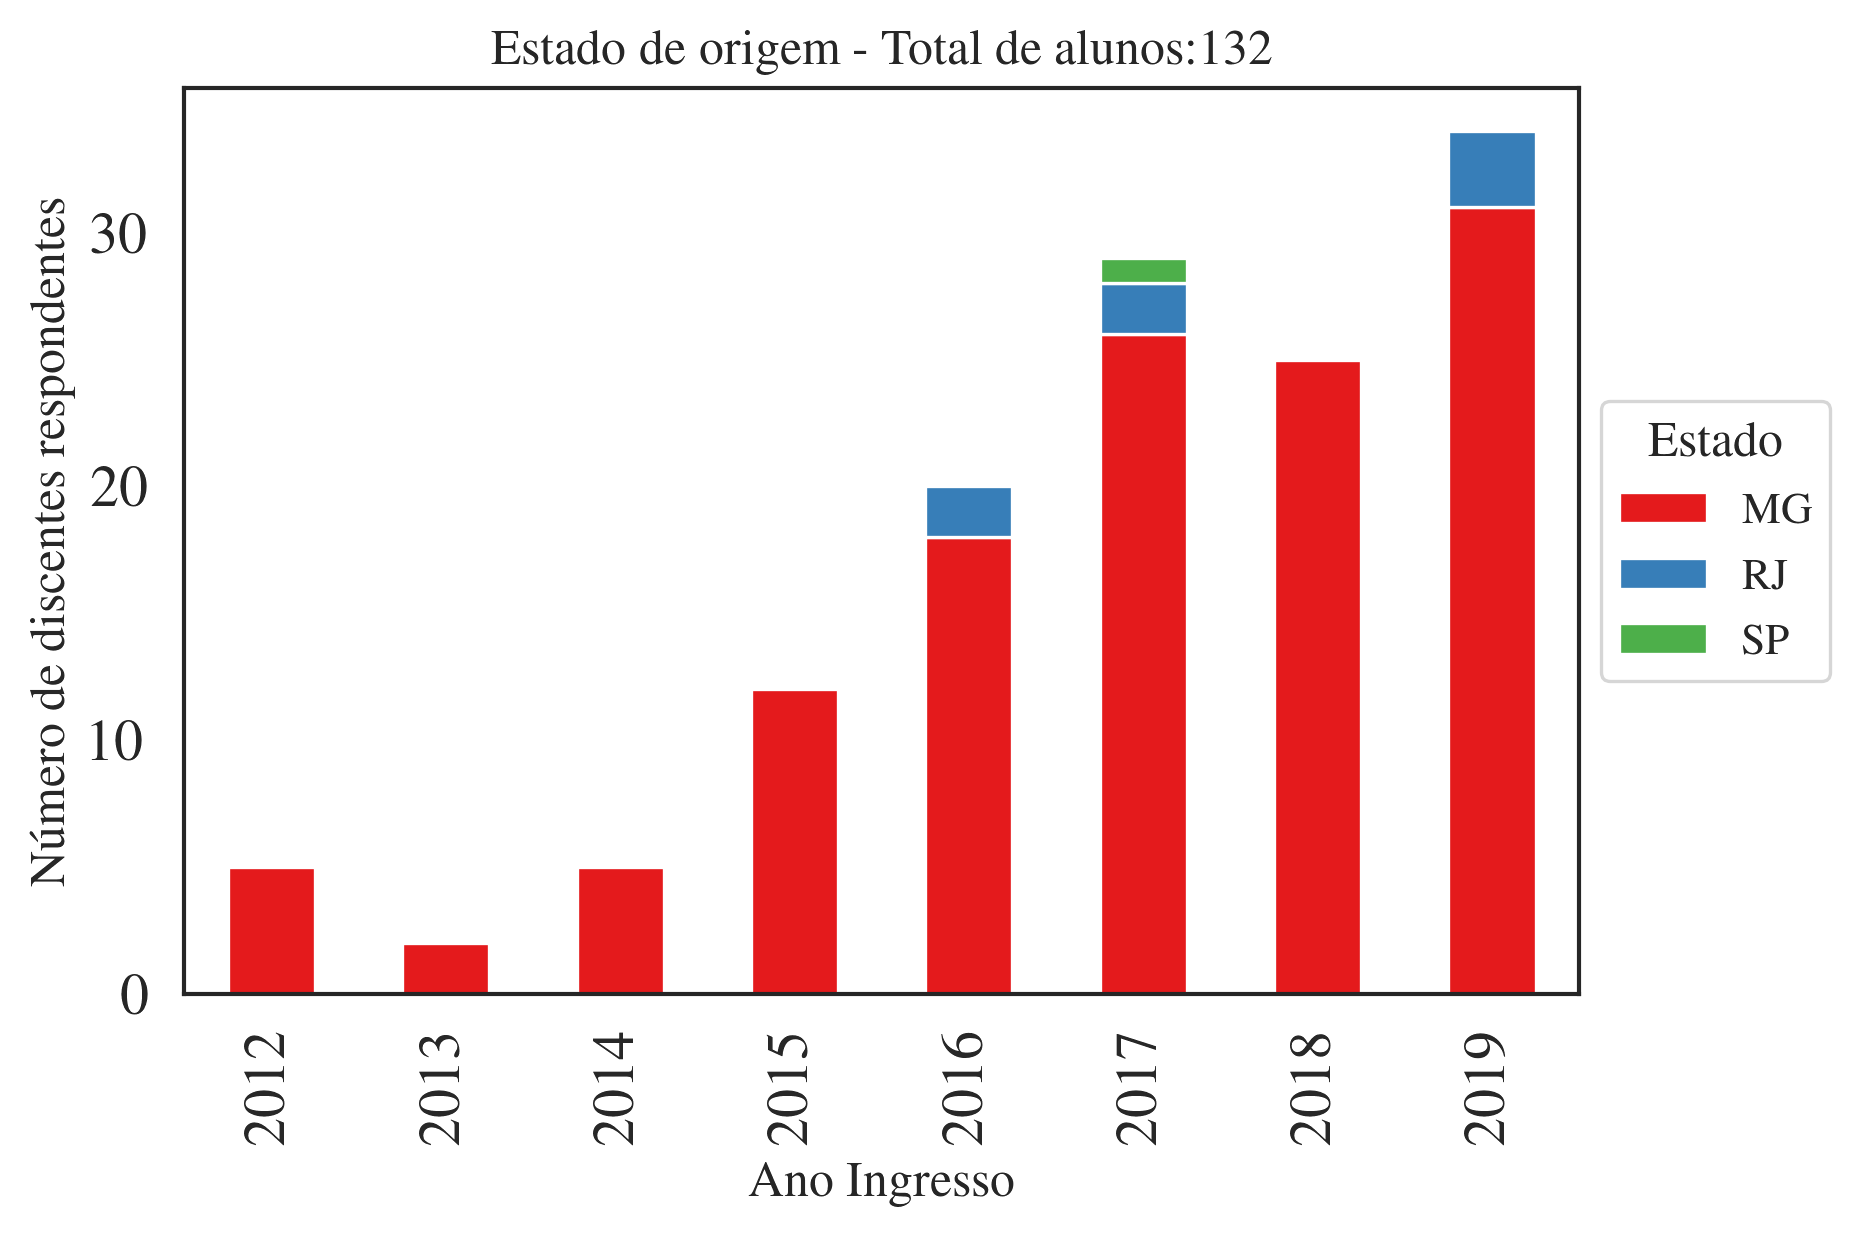 Estado de origem - Total de alunos:132
Número de discentes respondentes
30
20
10
0
2012
2013
2014
2015
2016
2017
2018
2019
Ano Ingresso
Estado
MG
RJ
SP